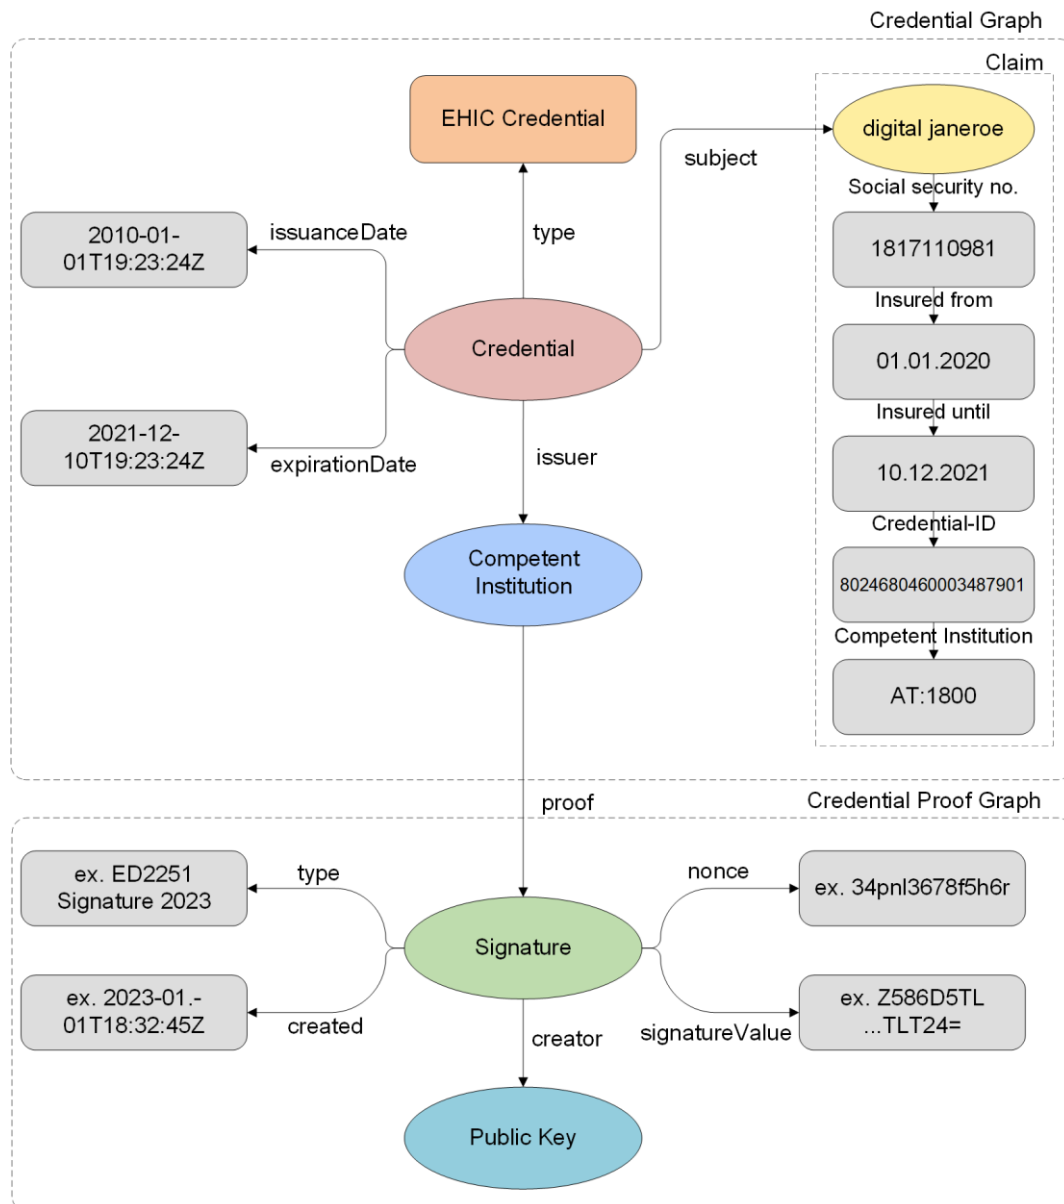 Credential Graph
Claim
EHIC Credential
digital janeroe
subject
Social security no.
2010-01-
01T19:23:24Z
issuanceDate
type
1817110981
Insured from
Credential
01.01.2020
Insured until
2021-12-
10T19:23:24Z
expirationDate
issuer
10.12.2021
Credential-ID
Competent
Institution
8024680460003487901
Competent Institution
AT:1800
proof
Credential Proof Graph
ex. ED2251
Signature 2023
type
nonce
ex. 34pnl3678f5h6r
Signature
ex. 2023-01.-
01T18:32:45Z
created
creator
signatureValue
ex. Z586D5TL
...TLT24=
Public Key